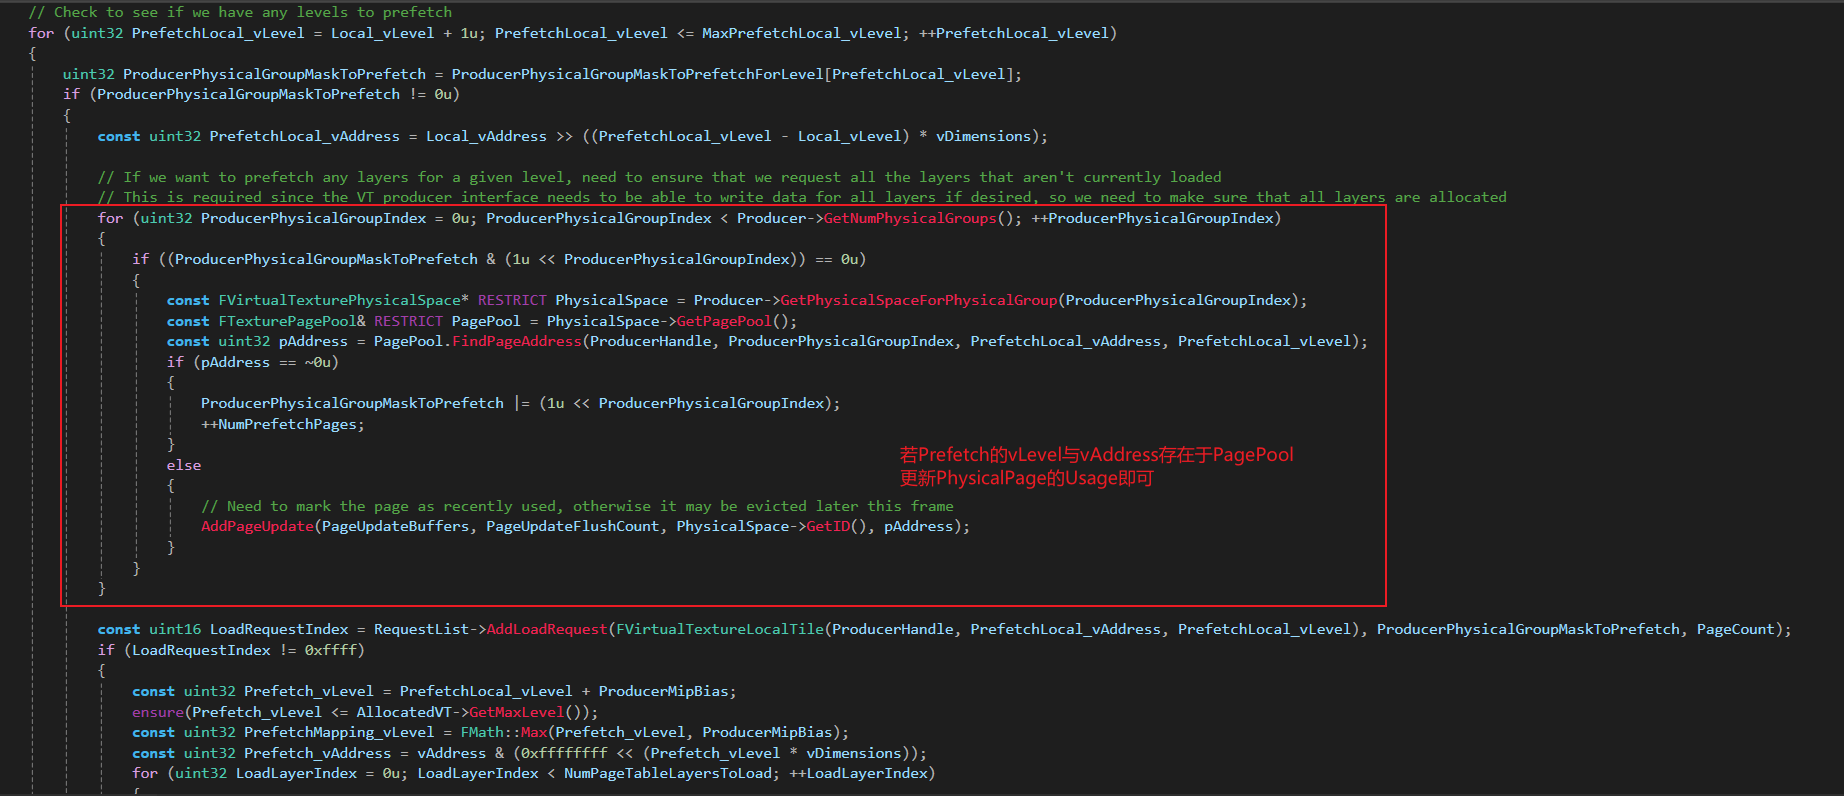 // Check to see if we have any levels to prefetch
for (uint32 PrefetchLocal_vLevel = Local_vLevel + 1u; PrefetchLocal_vLevel <= MaxPrefetchLocal_vLevel; ++PrefetchLocal_vLevel)
{
uint32 ProducerPhysicalGroupMaskToPrefetch = ProducerPhysicalGroupMaskToPrefetchForLevel[PrefetchLocal_vLevel];
if (ProducerPhysicalGroupMaskToPrefetch != 0u)
{
const uint32 PrefetchLocal_vAddress = Local_vAddress >> ((PrefetchLocal_vLevel - Local_vLevel) * vDimensions);
// If we want to prefetch any layers for a given level, need to ensure that we request all the layers that aren't currently loaded
// This is required since the VT producer interface needs to be able to write data for all layers if desired, so we need to make sure that all layers are allocated
for (uint32 ProducerPhysicalGroupIndex = 0u; ProducerPhysicalGroupIndex < Producer->GetNumPhysicalGroups(); ++ProducerPhysicalGroupIndex)
{
if ((ProducerPhysicalGroupMaskToPrefetch & (1u << ProducerPhysicalGroupIndex)) == 0u)
{
const FVirtualTexturePhysicalSpace* RESTRICT PhysicalSpace = Producer->GetPhysicalSpaceForPhysicalGroup(ProducerPhysicalGroupIndex);
const FTexturePagePool& RESTRICT PagePool = PhysicalSpace->GetPagePool();
const uint32 pAddress = PagePool.FindPageAddress(ProducerHandle, ProducerPhysicalGroupIndex, PrefetchLocal_vAddress, PrefetchLocal_vLevel);
if (pAddress == ~0u)
{
ProducerPhysicalGroupMaskToPrefetch |= (1u << ProducerPhysicalGroupIndex);
++NumPrefetchPages;
}
else
{
若Prefetch的vLevel与vAddress存在于PagePool
更新PhysicalPage的Usage即可
// Need to mark the page as recently used, otherwise it may be evicted later this frame
AddPageUpdate(PageUpdateBuffers, PageUpdateFlushCount, PhysicalSpace->GetID(), pAddress);
}
}
}
const uint16 LoadRequestIndex = RequestList->AddLoadRequest(FVirtualTextureLocalTile(ProducerHandle, PrefetchLocal_vAddress, PrefetchLocal_vLevel), ProducerPhysicalGroupMaskToPrefetch, PageCount);
if (LoadRequestIndex != 0xffff)
{
const uint32 Prefetch_vLevel = PrefetchLocal_vLevel + ProducerMipBias;
ensure(Prefetch_vLevel <= AllocatedVT->GetMaxLevel());
const uint32 PrefetchMapping_vLevel = FMath::Max(Prefetch_vLevel, ProducerMipBias);
const uint32 Prefetch_vAddress = vAddress & (0xffffffff << (Prefetch_vLevel * vDimensions));
for (uint32 LoadLayerIndex = 0u; LoadLayerIndex < NumPageTableLayersToLoad; ++LoadLayerIndex)
{